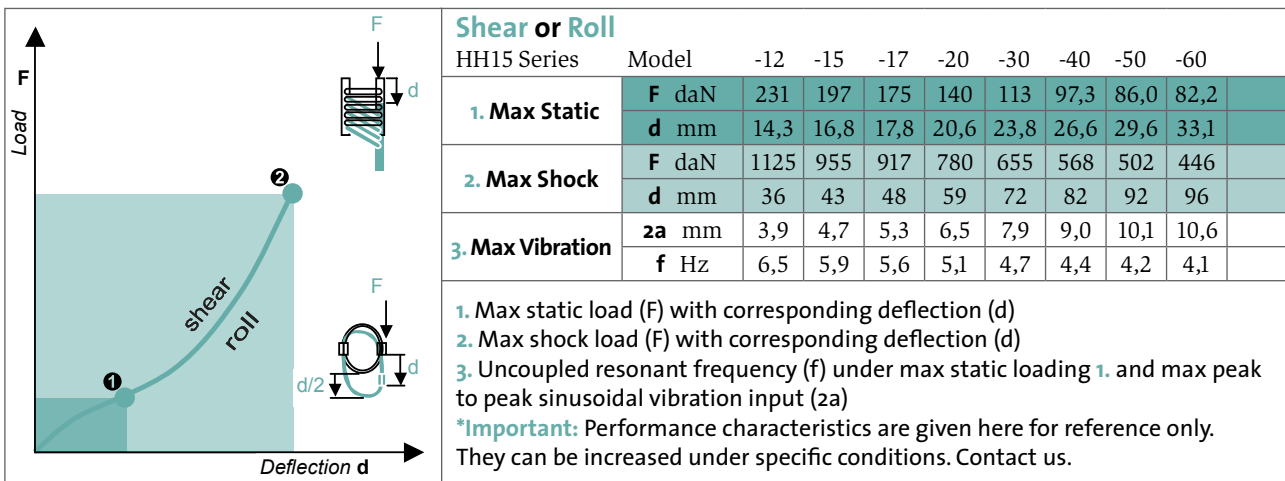 F
Load
shear
roll
1
2
Deflection d
F
d
F
d
d/2
Shear or Roll
HH15 Series Model -12 -15 -17 -20 -30 -40 -50 -60
1. Max Static
F daN 231 197 175 140 113 97,3 86,0 82,2
d mm 14,3 16,8 17,8 20,6 23,8 26,6 29,6 33,1
2. Max Shock
F daN 1125 955 917 780 655 568 502 446
d mm 36 43 48 59 72 82 92 96
3. Max Vibration
2a mm 3,9 4,7 5,3 6,5 7,9 9,0 10,1 10,6
f Hz 6,5 5,9 5,6 5,1 4,7 4,4 4,2 4,1
1. Max static load (F) with corresponding deflection (d)
2. Max shock load (F) with corresponding deflection (d)
3. Uncoupled resonant frequency (f) under max static loading 1. and max peak
to peak sinusoidal vibration input (2a)
*Important: Performance characteristics are given here for reference only.
They can be increased under specific conditions. Contact us.